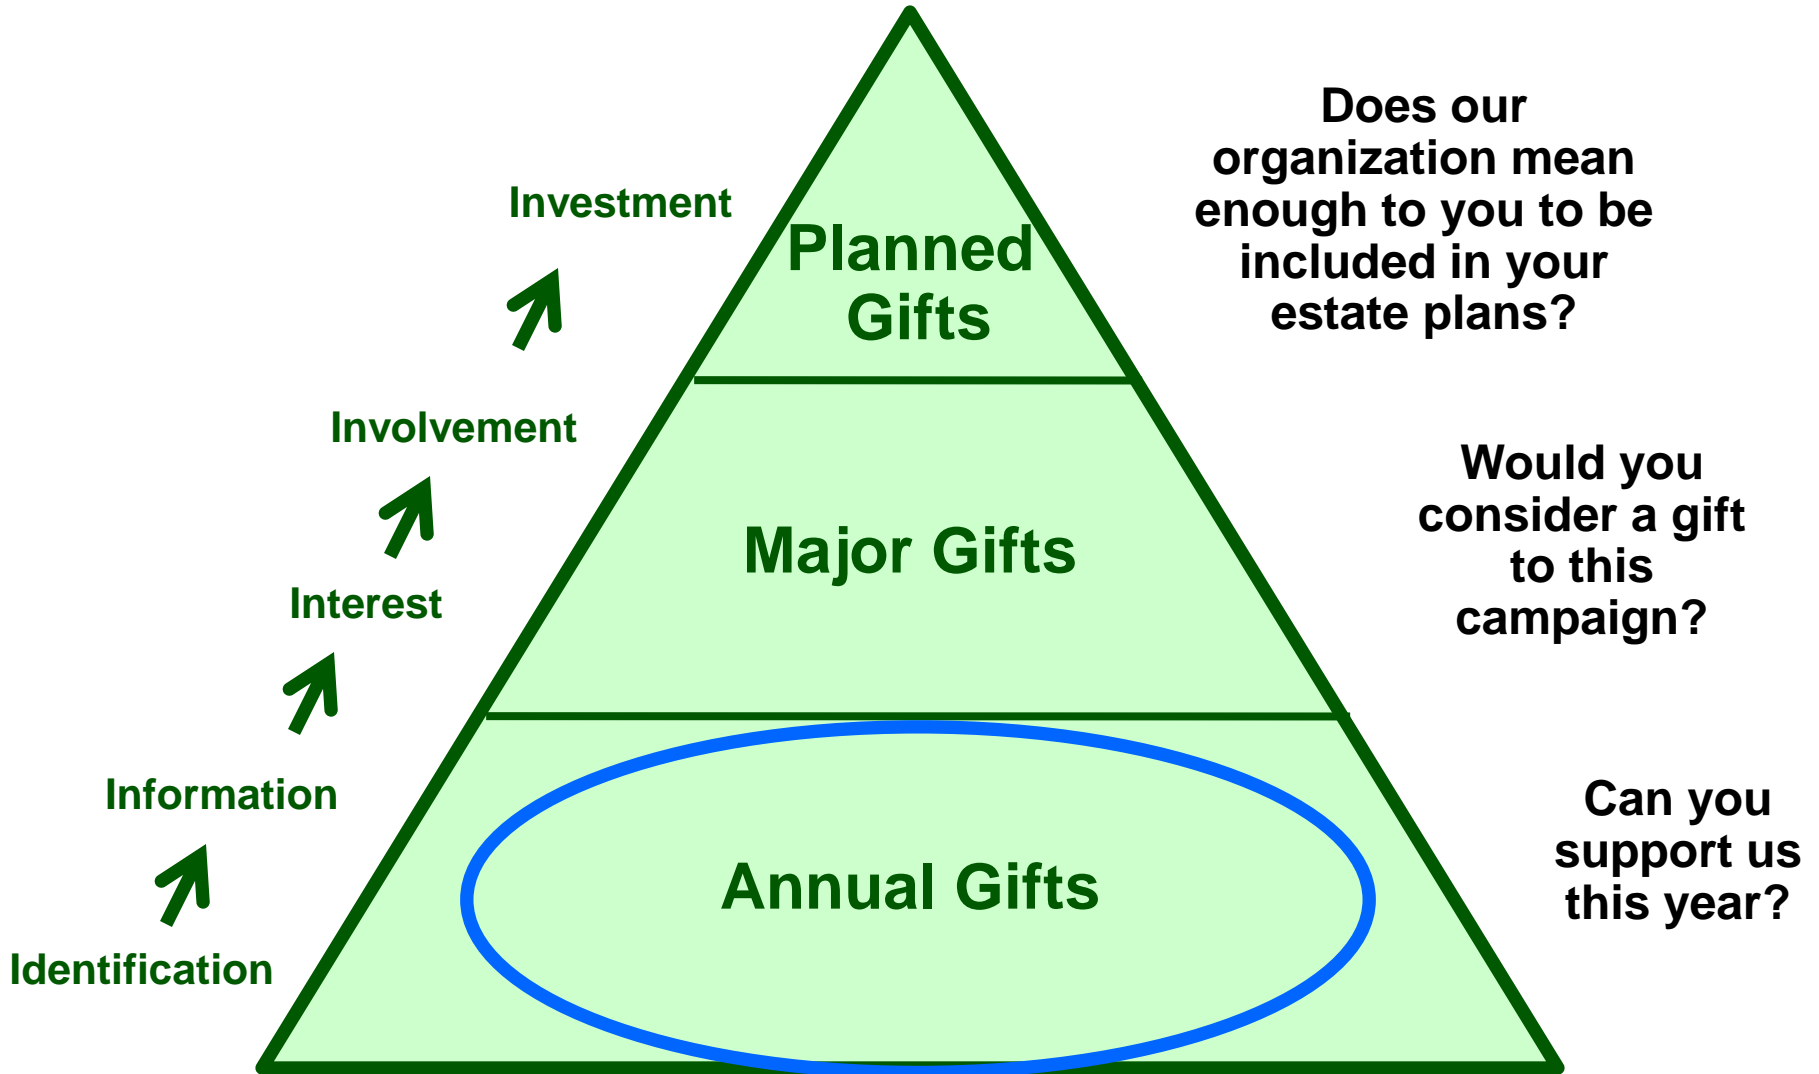 Investment
Involvement
Interest
Information
Identification
Planned
Gifts
Major Gifts
Annual Gifts
Does our
organization mean
enough to you to be
included in your
estate plans?
Would you
consider a gift
to this
campaign?
Can you
support us
this year?